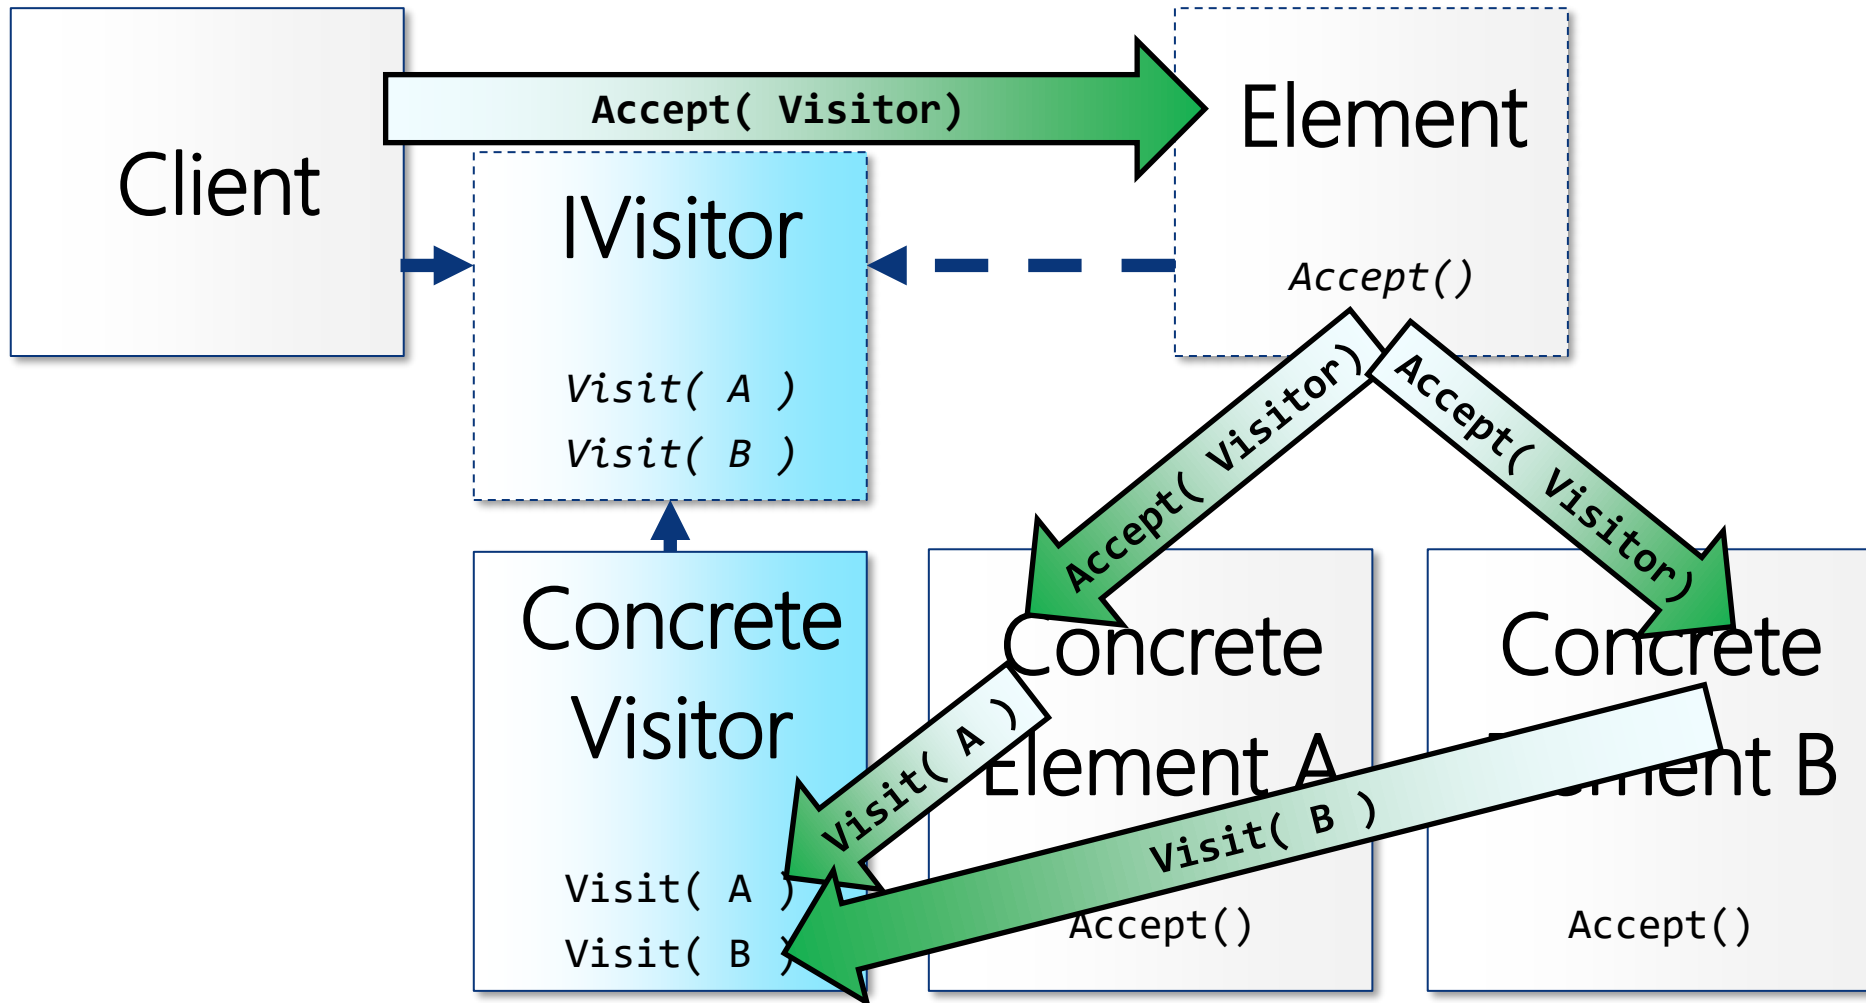 Client
Accept( Visitor)
Element
Accept()
IVisitor
Visit( A )
Visit( B )
Accept( Visitor)
Accept( Visitor)
Concrete
Visitor
Visit( A )
Visit( B )
Concrete
Element A
Accept()
Concrete
B
Accept()
Visit( A )
Visit( B )